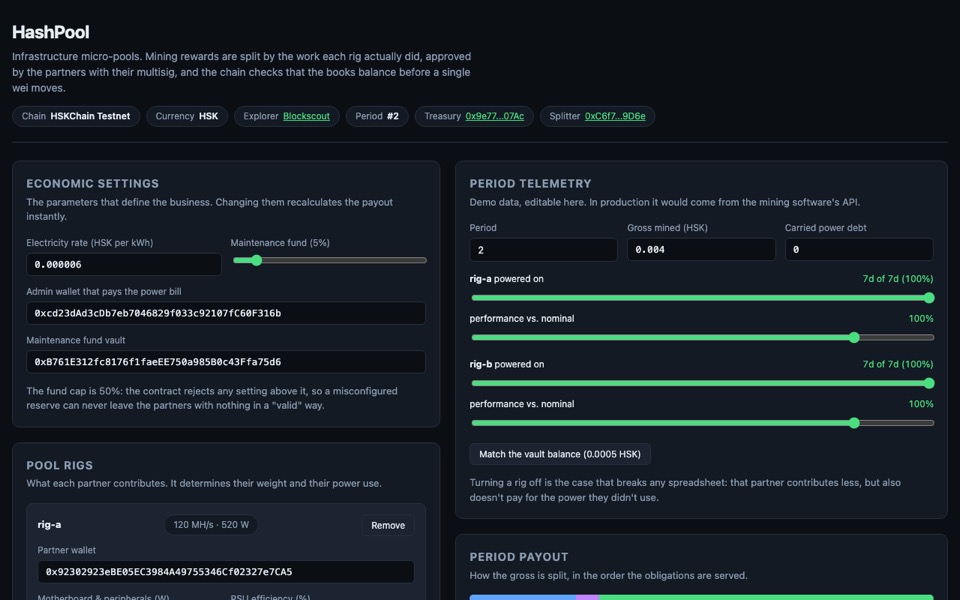 HashPool
Infrastructure micro-pools. Mining rewards are split by the work each rig actually did, approved
by the partners with their multisig, and the chain checks that the books balance before a single
wei moves.
Chain HSKChain Testnet
Currency HSK
Explorer Blockscout
Period #2
Treasury 0x9e77...07Ac
Splitter 0xC6f7...9D6e
ECONOMIC SETTINGS
The parameters that define the business. Changing them recalculates the payout
instantly.
Electricity rate (HSK per kWh)
Maintenance fund (5%)
0.000006
Admin wallet that pays the power bill
0xcd23dAd3cDb7eb7046829f033c92107fC60F316b
Maintenance fund vault
0xB761E312fc8176f1faeEE750a985B0c43Ffa75d6
The fund cap is 50%: the contract rejects any setting above it, so a misconfigured
reserve can never leave the partners with nothing in a "valid" way.
POOL RIGS
What each partner contributes. It determines their weight and their power use.
rig-a
120 MH/s · 520 W
Remove
Partner wallet
0x92302923eBE05EC3984A49755346Cf02327e7CA5
Motherboard & peripherals (W)
PSU efficiency (%)
PERIOD TELEMETRY
Demo data, editable here. In production it would come from the mining software's API.
Period
Gross mined (HSK)
Carried power debt
2
0.004
0
rig-a powered on
7d of 7d (100%)
performance vs. nominal
100%
rig-b powered on
7d of 7d (100%)
performance vs. nominal
100%
Match the vault balance (0.0005 HSK)
Turning a rig off is the case that breaks any spreadsheet: that partner contributes less, but also
doesn't pay for the power they didn't use.
PERIOD PAYOUT
How the gross is split, in the order the obligations are served.